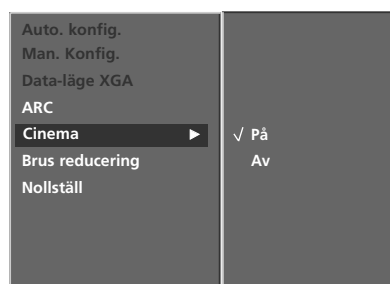 Auto. konfig.
Man. Konfig.
Data-läge XGA
ARC
Cinema ▶
Brus reducering
Nollställ
√ På
Av